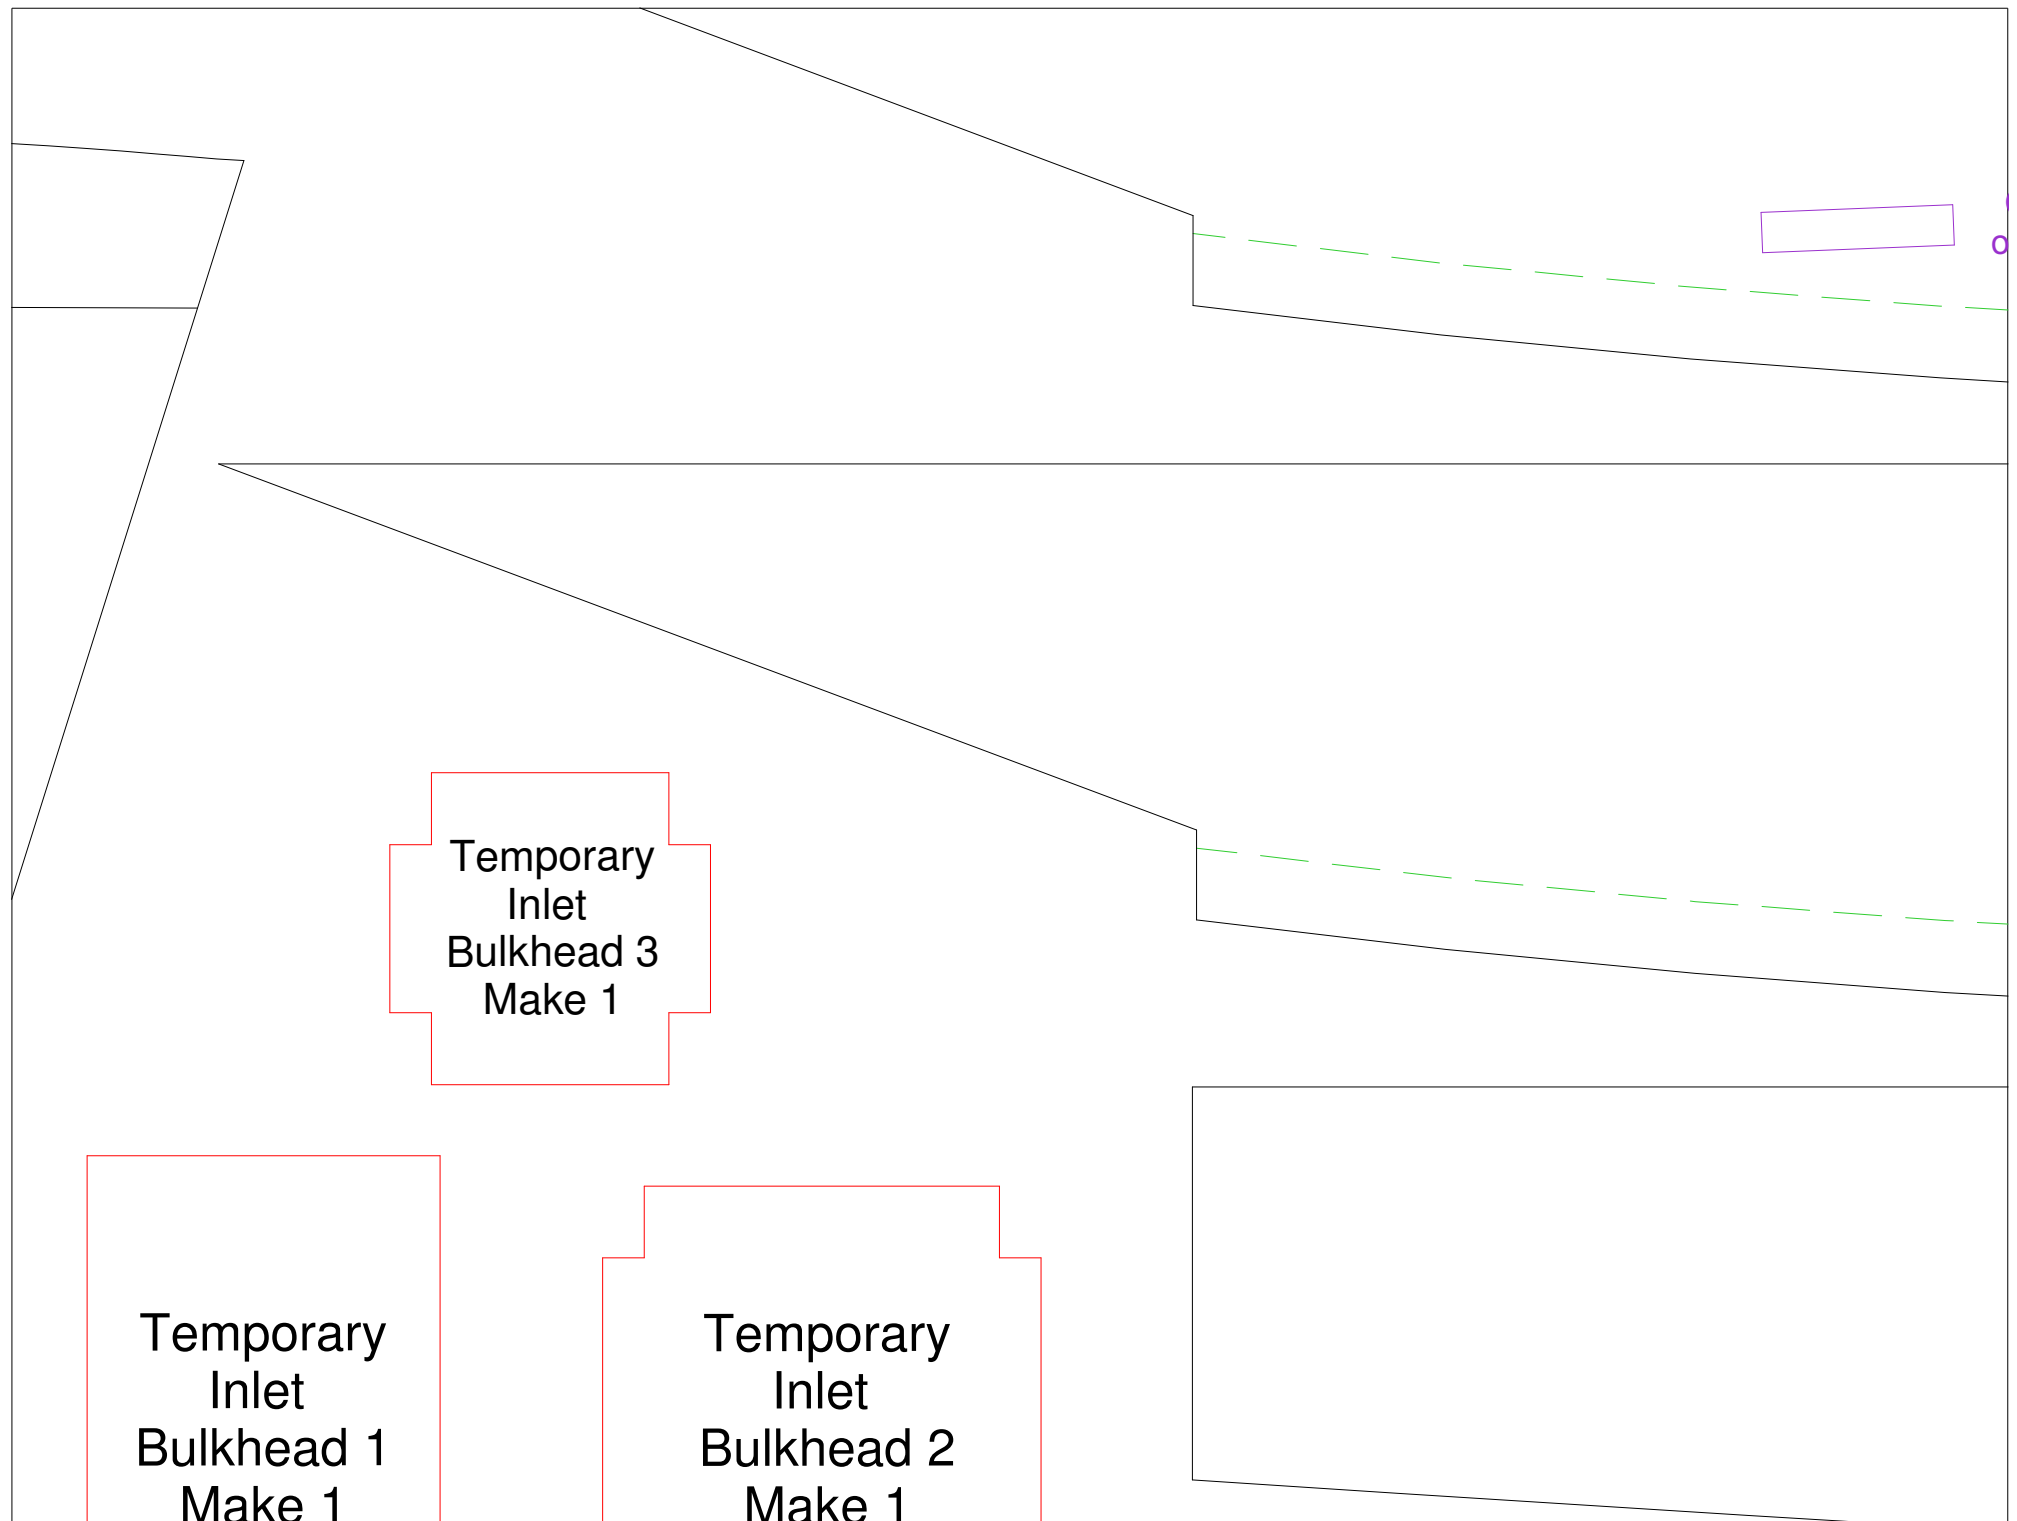 Temporary
Inlet
Bulkhead 3
Make 1
Temporary
Inlet
Bulkhead 1
Make 1
Temporary
Inlet
Bulkhead 2
Make 1